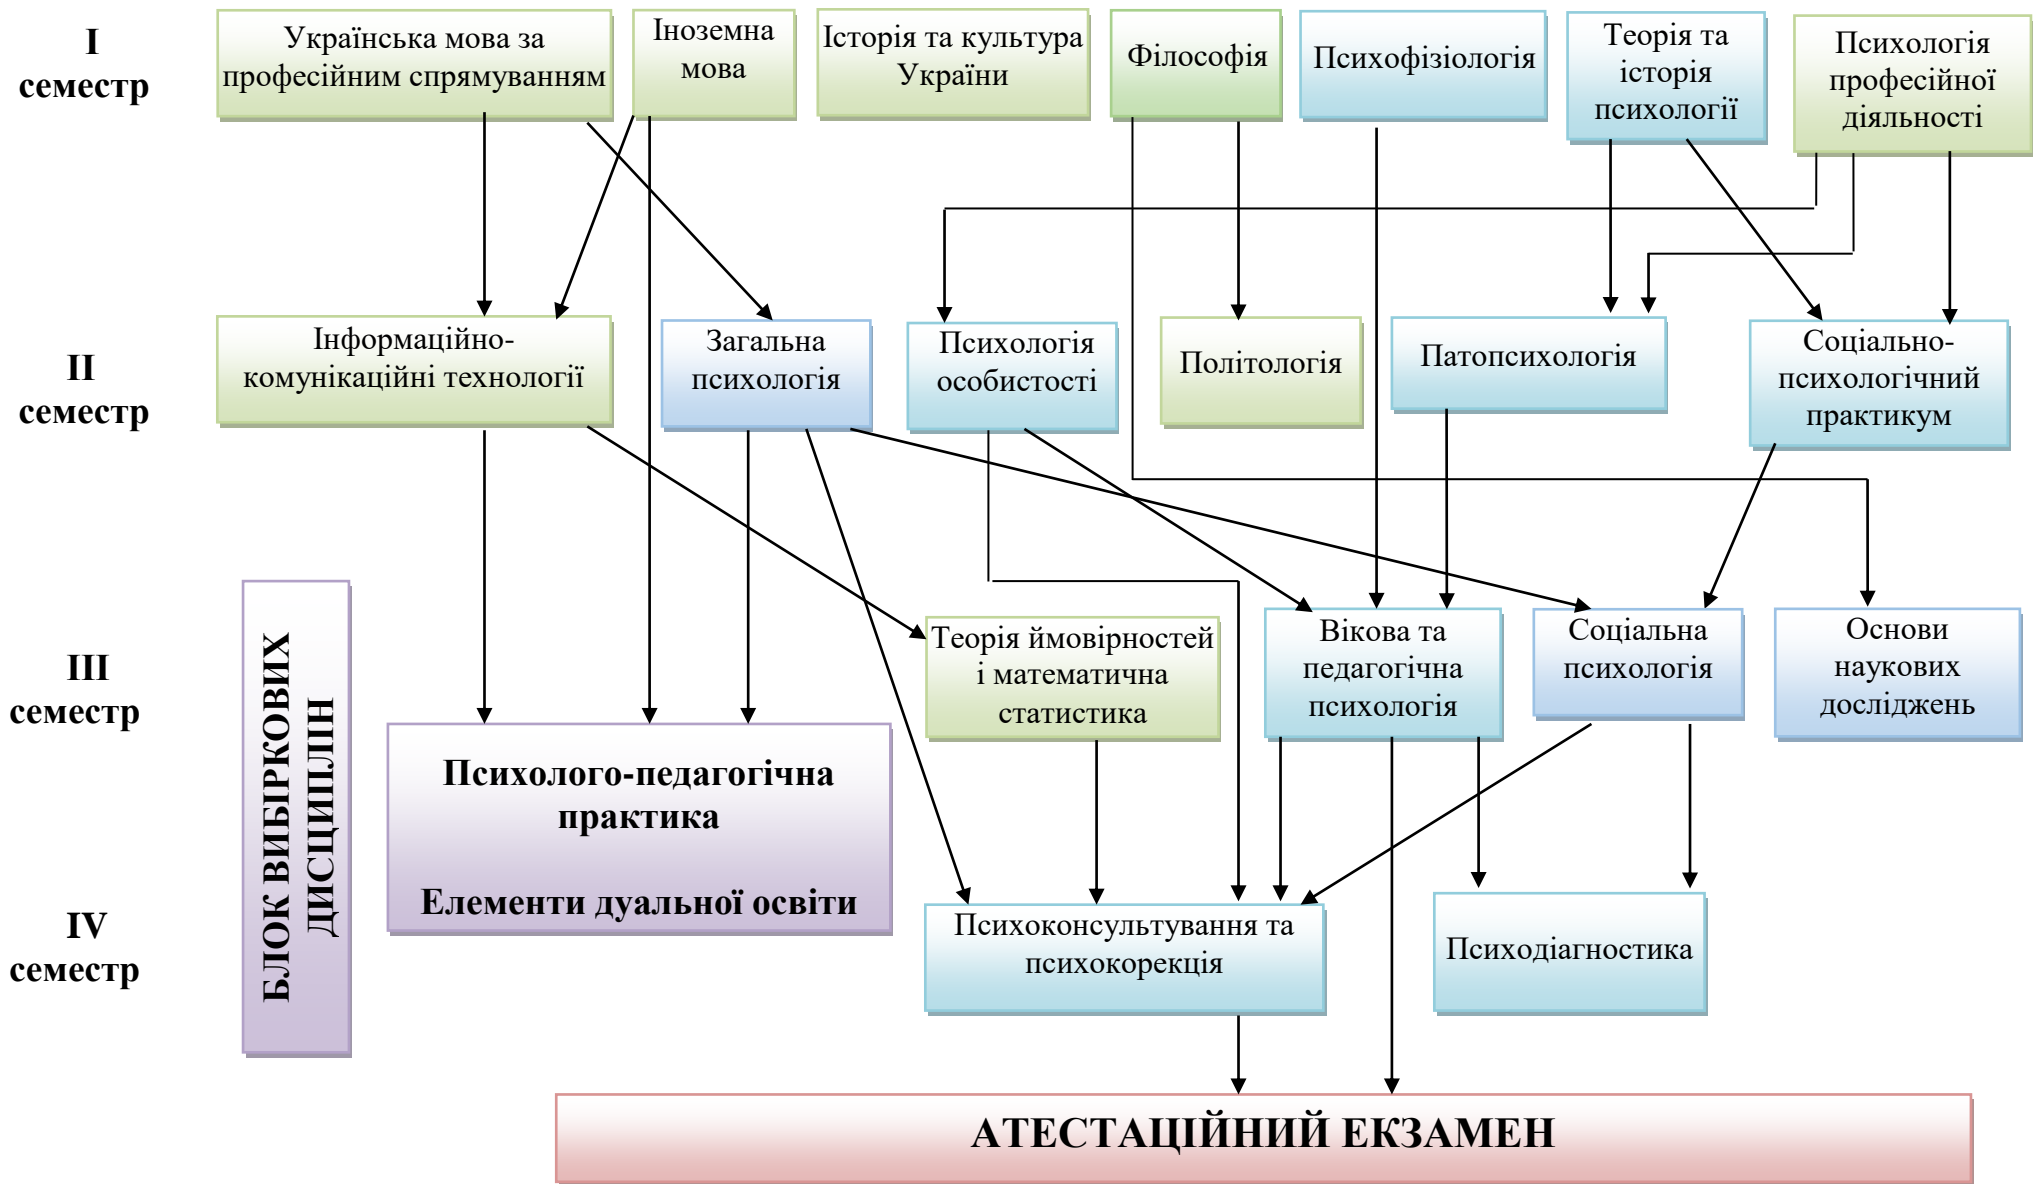 I
семестр
Українська мова за
професійним спрямуванням
Іноземна
мова
Історія та культура
України
Філософія
Психофізіологія
Теорія та
історія
психології
Психологія
професійної
діяльності
II
семестр
Інформаційно-
комунікаційні технології
Загальна
психологія
Психологія
особистості
Політологія
Патопсихологія
Соціально-
психологічний
практикум
III
семестр
БЛОК ВИБІРКОВИХ
ДИСЦИПЛІН
Теорія ймовірностей
і математична
статистика
Вікова та
педагогічна
психологія
Соціальна
психологія
Основи
наукових
досліджень
Психолого-педагогічна
практика
Елементи дуальної освіти
IV
семестр
Психоконсультування та
психокорекція
Психодіагностика
АТЕСТАЦІЙНИЙ ЕКЗАМЕН